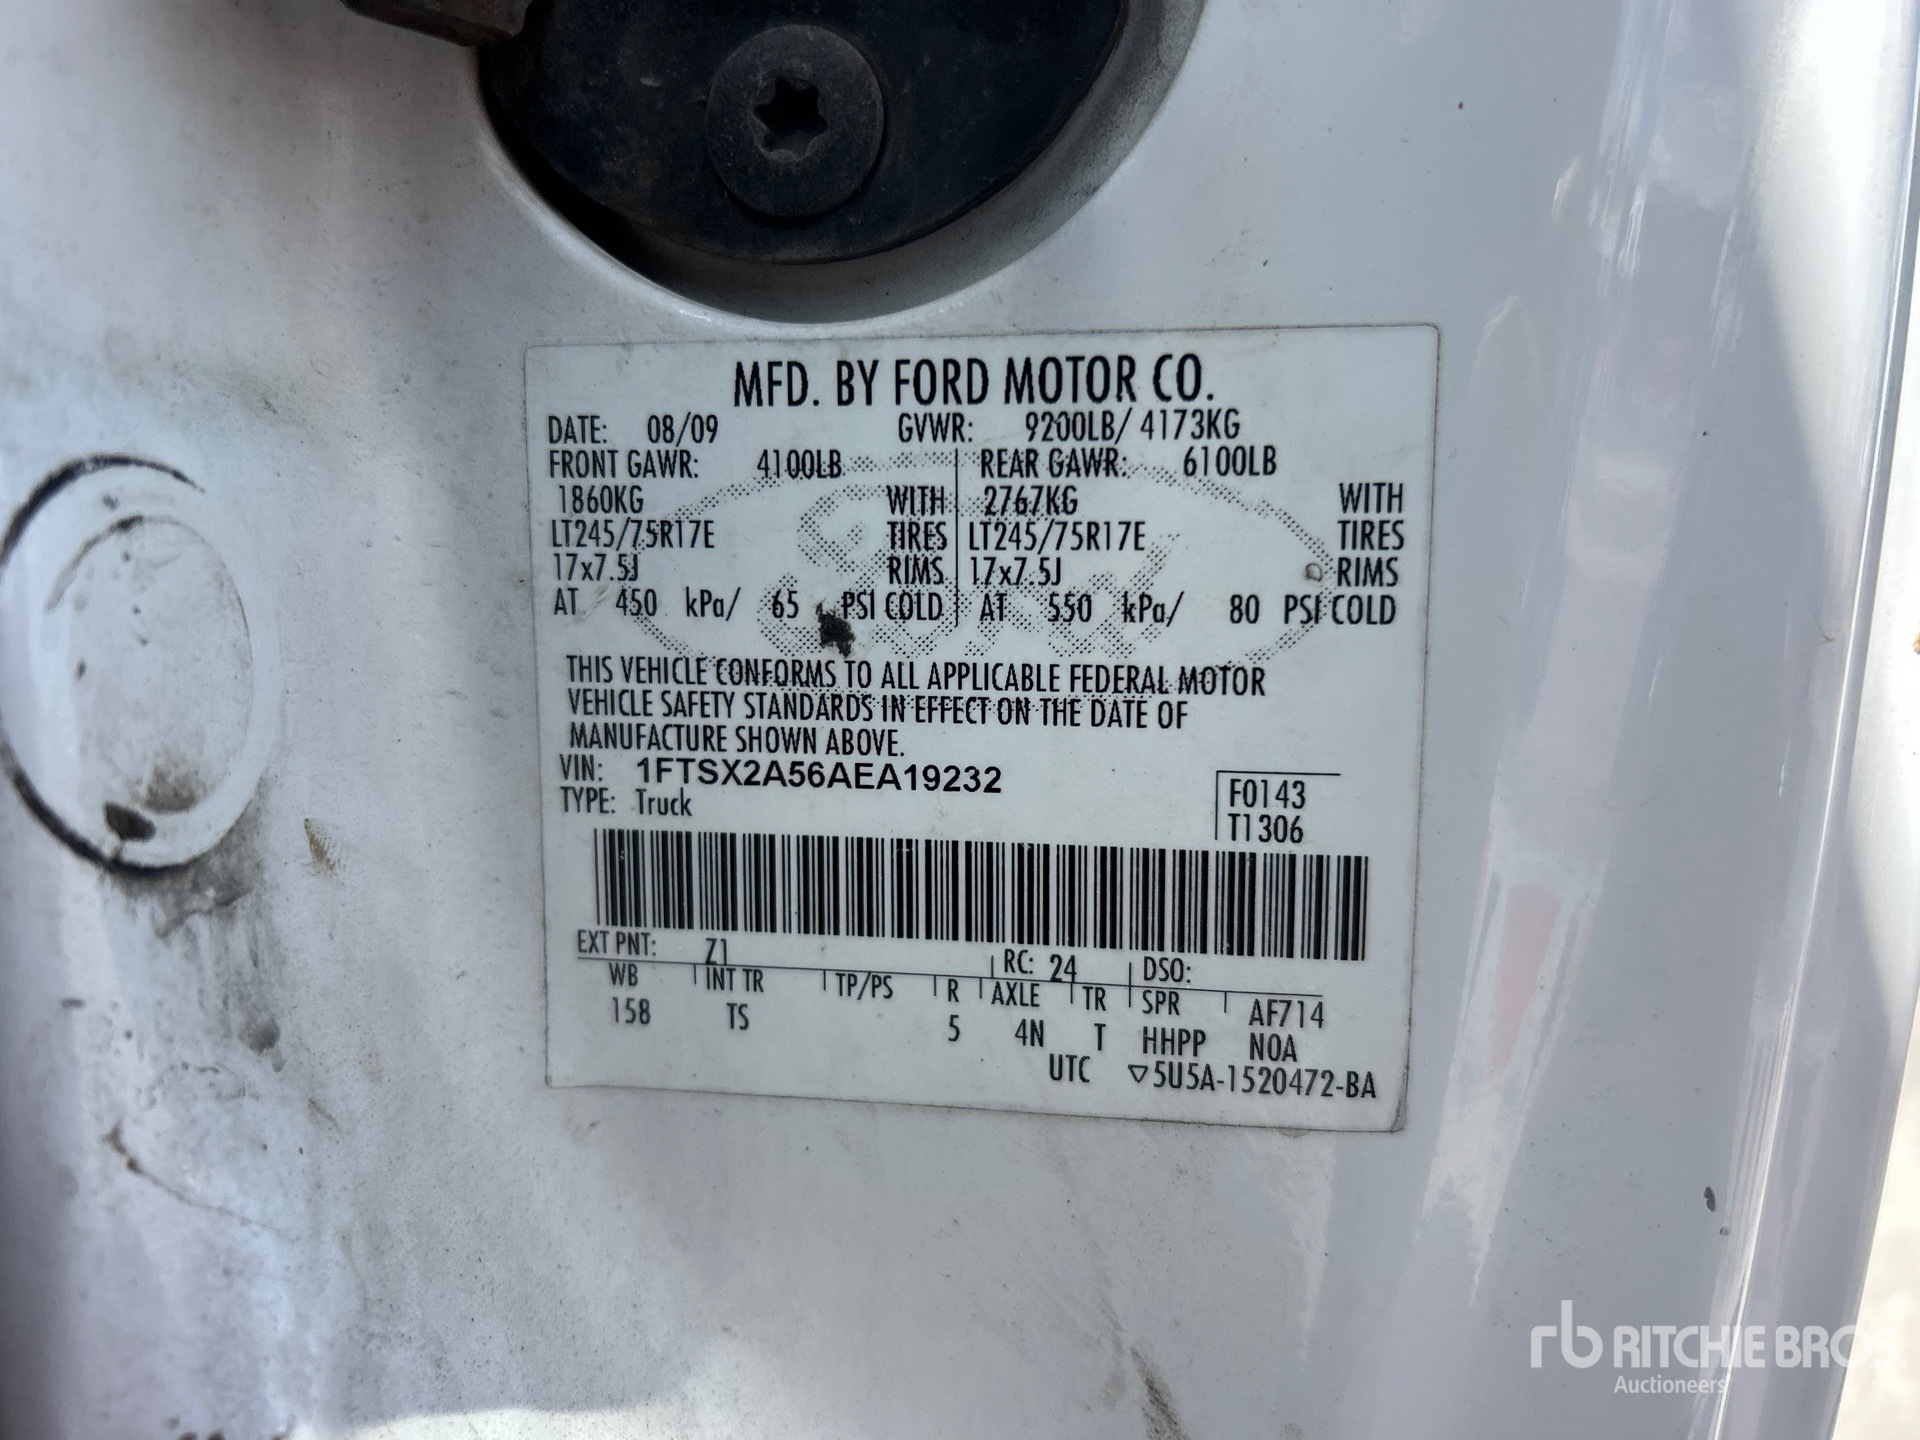 MFD. BY FORD MOTOR CO.
DATE: 08/09 GVWR: 9200LB/ 4173KG
FRONT GAWR: 4100LB REAR GAWR: 6100LB
1860KG WITH 2767KG WITH
LT245/75R17E TIRES LT245/75R17E TIRES
17x7.5J RIMS 17x7.5J RIMS
AT 450 kPa/ 65 PSI COLD AT 550 kPa/ 80 PSI COLD
Ford
THIS VEHICLE CONFORMS TO ALL APPLICABLE FEDERAL MOTOR
VEHICLE SAFETY STANDARDS IN EFFECT ON THE DATE OF
MANUFACTURE SHOWN ABOVE.
VIN: 1FTSX2A56AEA19232
TYPE: Truck
F0143
T1306
EXT PNT: Z1 RC: 24 DSO:
WB INT TR TP/PS R AXLE TR SPR AF714
158 TS 5 4N T HHPP N0A
UTC ▽5U5A-1520472-BA
rb RITCHIE BROS.
Auctioneers